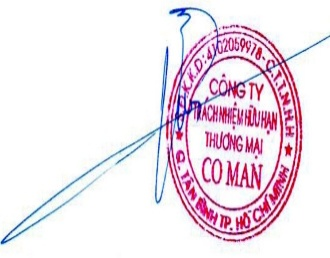 S.Đ.K.K.D:4102059978-C.T.T.N.H.H
CÔNG TY
TRÁCH NHIỆM HỮU HẠN
THƯƠNG MẠI
CO MAN
Q. TÂN BÌNH TP. HỒ CHÍ MINH